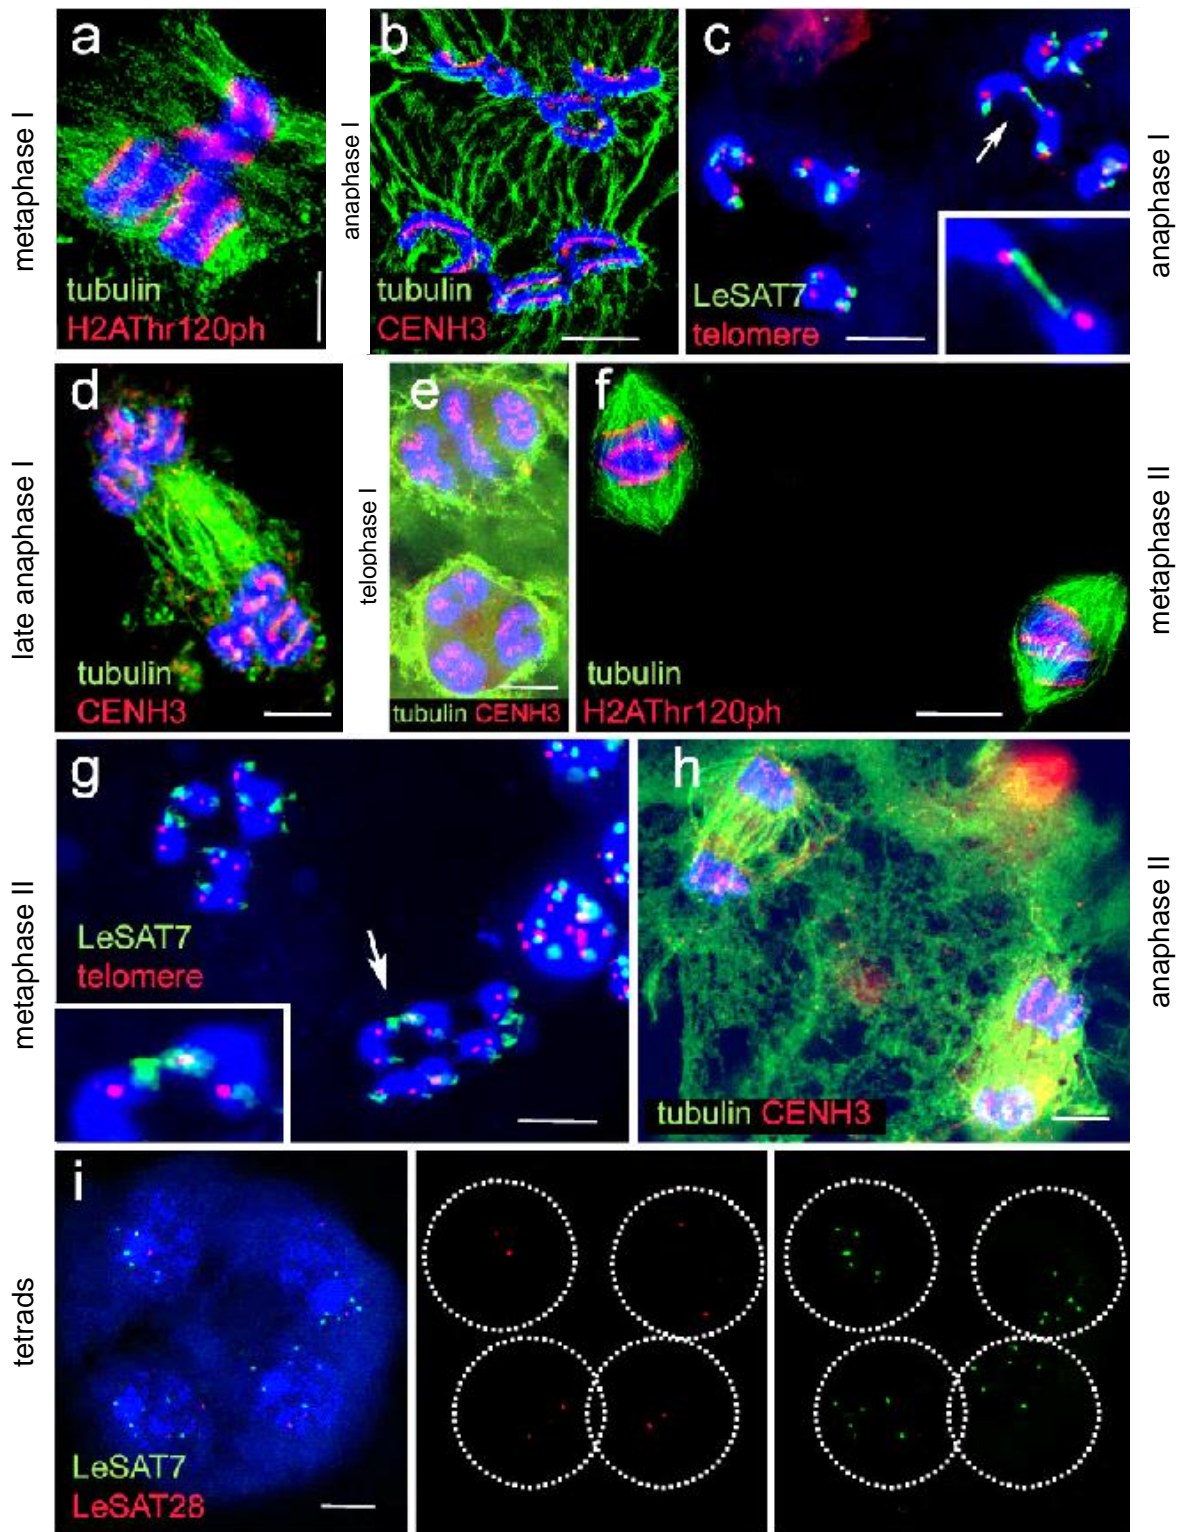 metaphase I
a
tubulin
H2AThr120ph
anaphase I
b
tubulin
CENH3
c
LeSAT7
telomere
anaphase I
late anaphase I
d
tubulin
CENH3
telophase I
e
tubulin CENH3
f
tubulin
H2AThr120ph
metaphase II
metaphase II
g
LeSAT7
telomere
h
tubulin CENH3
anaphase II
tetrads
i
LeSAT7
LeSAT28